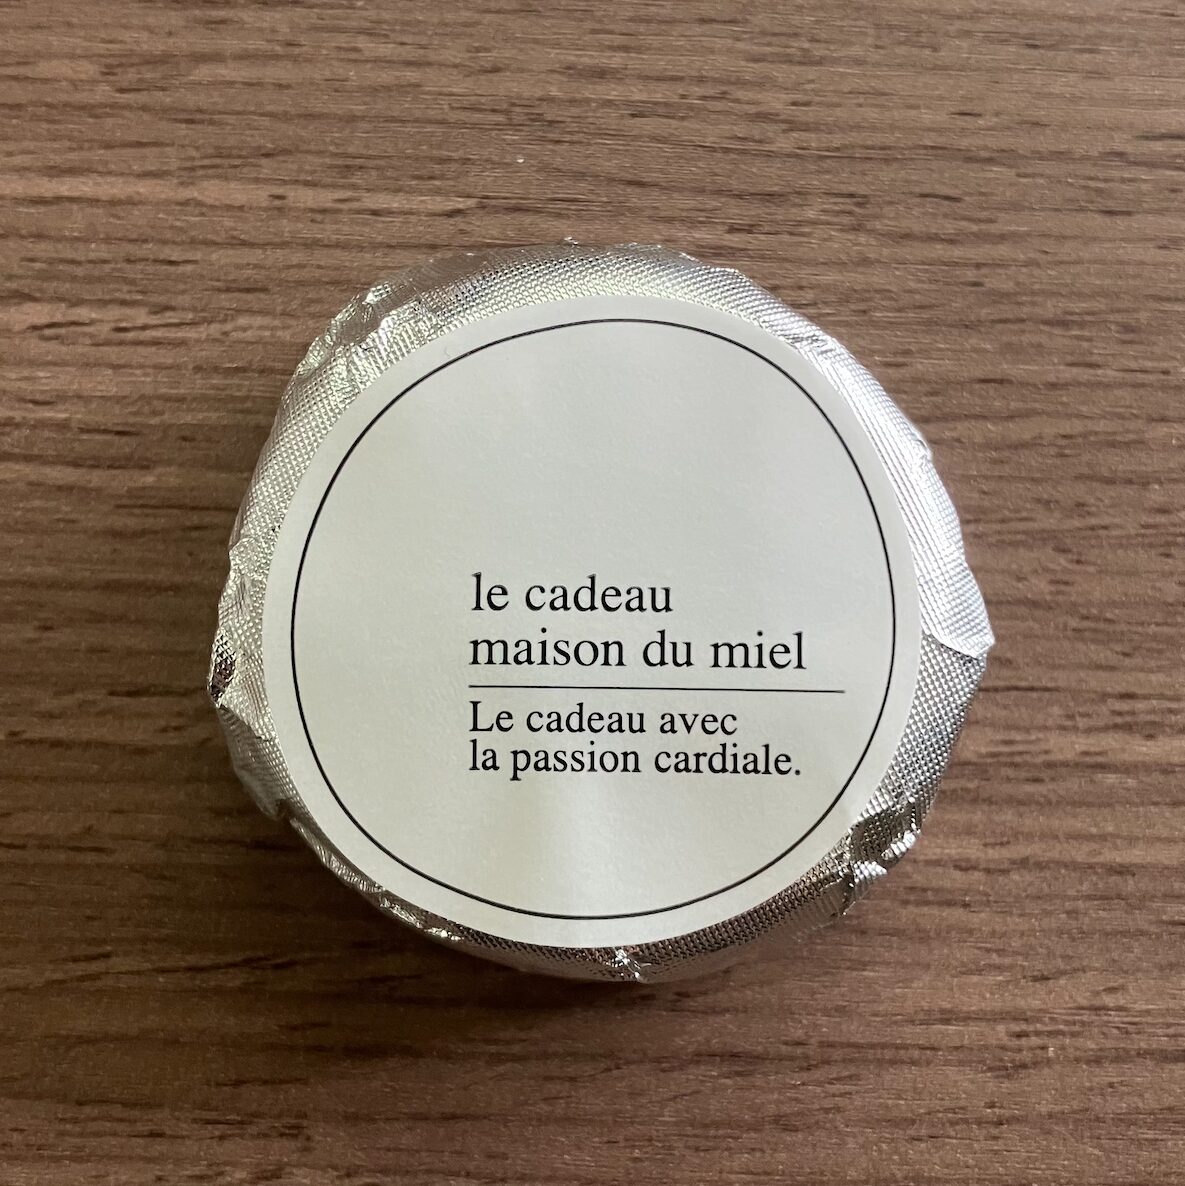 le cadeau
maison du miel
Le cadeau avec
la passion cardiale.